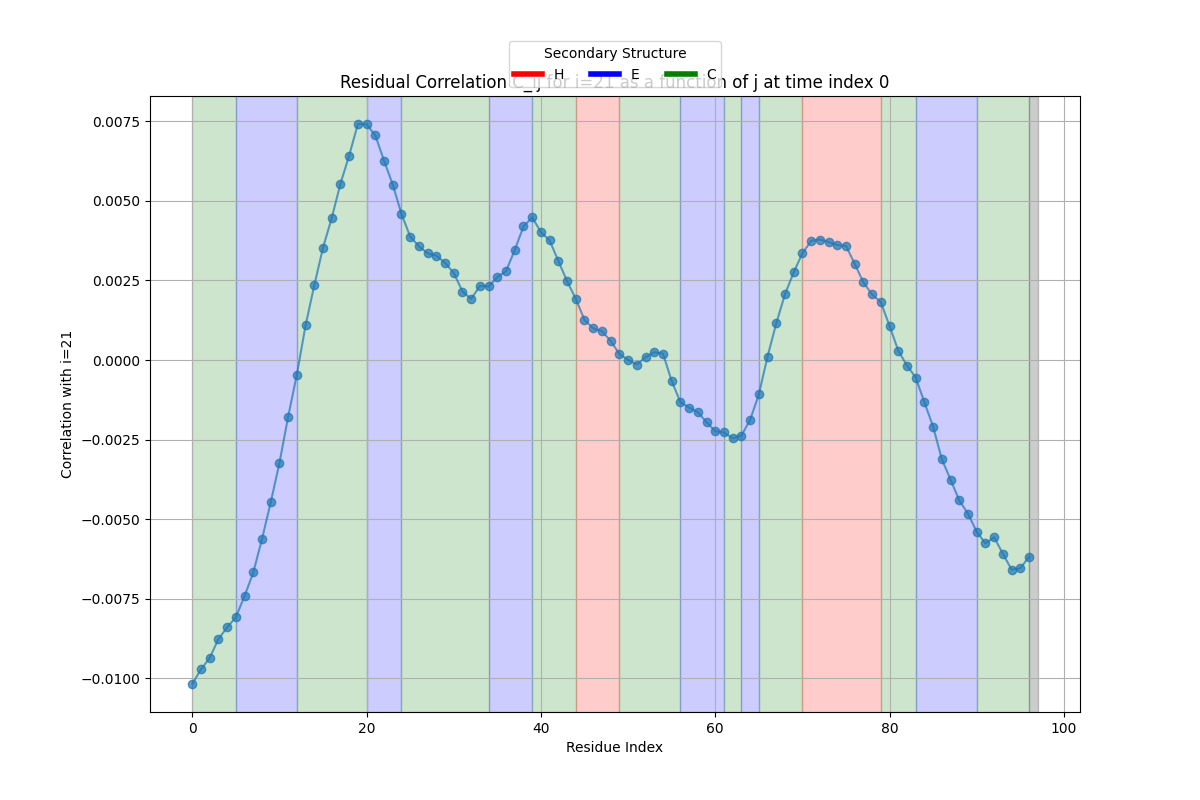 Secondary Structure
H E C
Residual Correlation C_ij for i=21 as a function of j at time index 0
0.0075
0.0050
0.0025
0.0000
−0.0025
−0.0050
−0.0075
−0.0100
Correlation with i=21
0 20 40 60 80 100
Residue Index